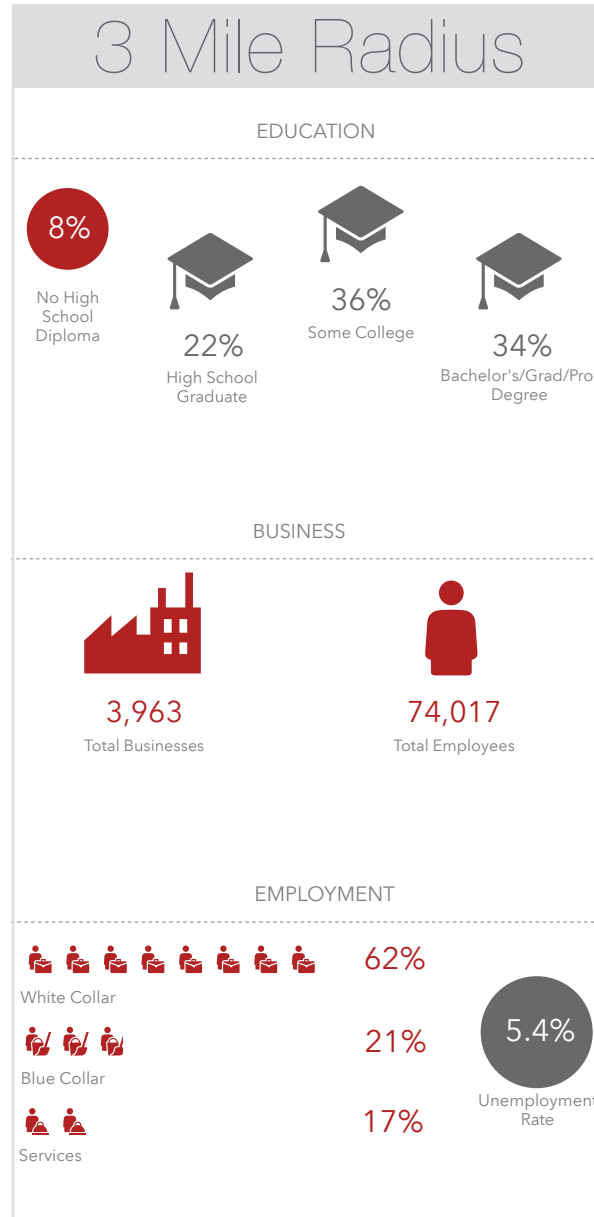 3 Mile Radius
EDUCATION
8%
No High
School
Diploma
22%
High School
Graduate
36%
Some College
34%
Bachelor's/Grad/Pro
Degree
BUSINESS
3,963
Total Businesses
74,017
Total Employees
EMPLOYMENT
62%
White Collar
21%
Blue Collar
17%
Services
5.4%
Unemployment
Rate